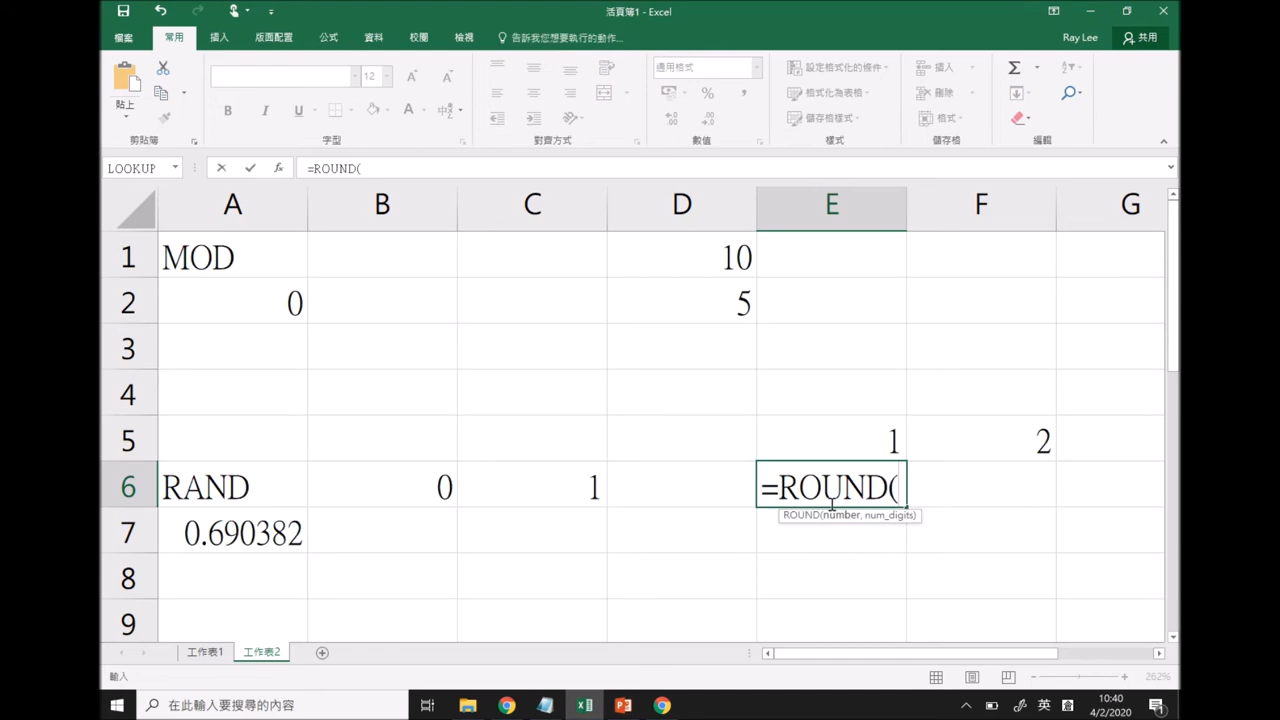 活頁簿1 - Excel
檔案 常用 插入 版面配置 公式 資料 校閱 檢視 告訴我您想要執行的動作... Ray Lee 共用
12 通用格式 設定格式化的條件 插入
貼上 B I U A 中 % , 格式化為表格 刪除
儲存格樣式 格式
剪貼簿 字型 對齊方式 數值 樣式 儲存格 編輯
LOOKUP fx =ROUND(
A B C D E F G
1 MOD 10
2 0 5
3
4
5 1 2
6 RAND 0 1 =ROUND(
ROUND(number, num_digits)
7 0.690382
8
9
工作表1 工作表2
輸入 262%
在此輸入要搜尋的內容 英 10:40
4/2/2020